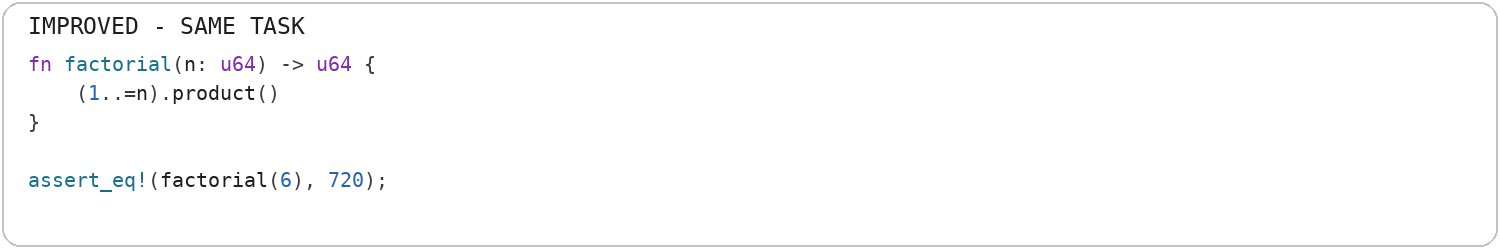 IMPROVED - SAME TASK
fn factorial(n: u64) -> u64 {
    (1..=n).product()
}

assert_eq!(factorial(6), 720);